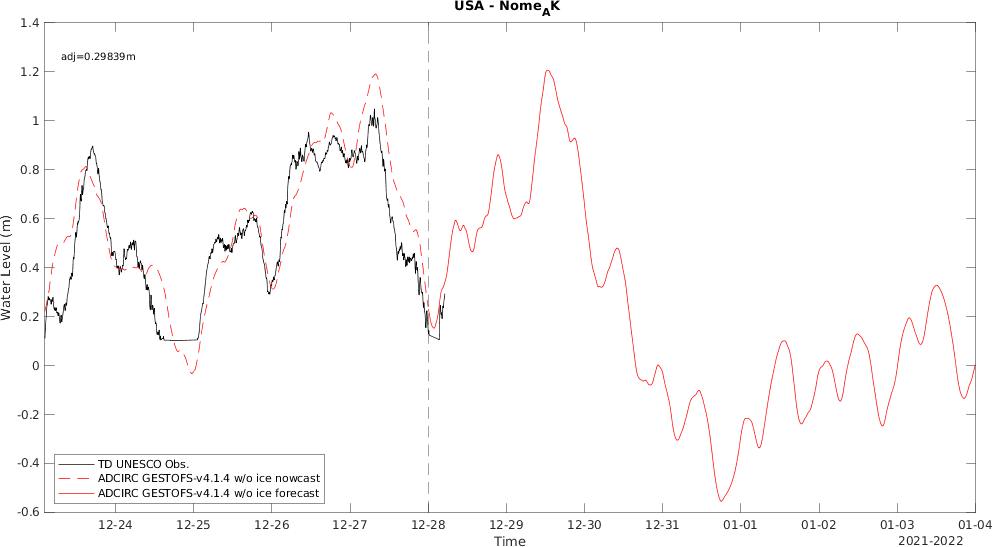 USA - Nome_AK
1.4
1.2
1
0.8
0.6
0.4
0.2
0
-0.2
-0.4
-0.6
Water Level (m)
adj=0.29839m
TD UNESCO Obs.
ADCIRC GESTOFS-v4.1.4 w/o ice nowcast
ADCIRC GESTOFS-v4.1.4 w/o ice forecast
12-24 12-25 12-26 12-27 12-28 12-29 12-30 12-31 01-01 01-02 01-03 01-04
Time
2021-2022